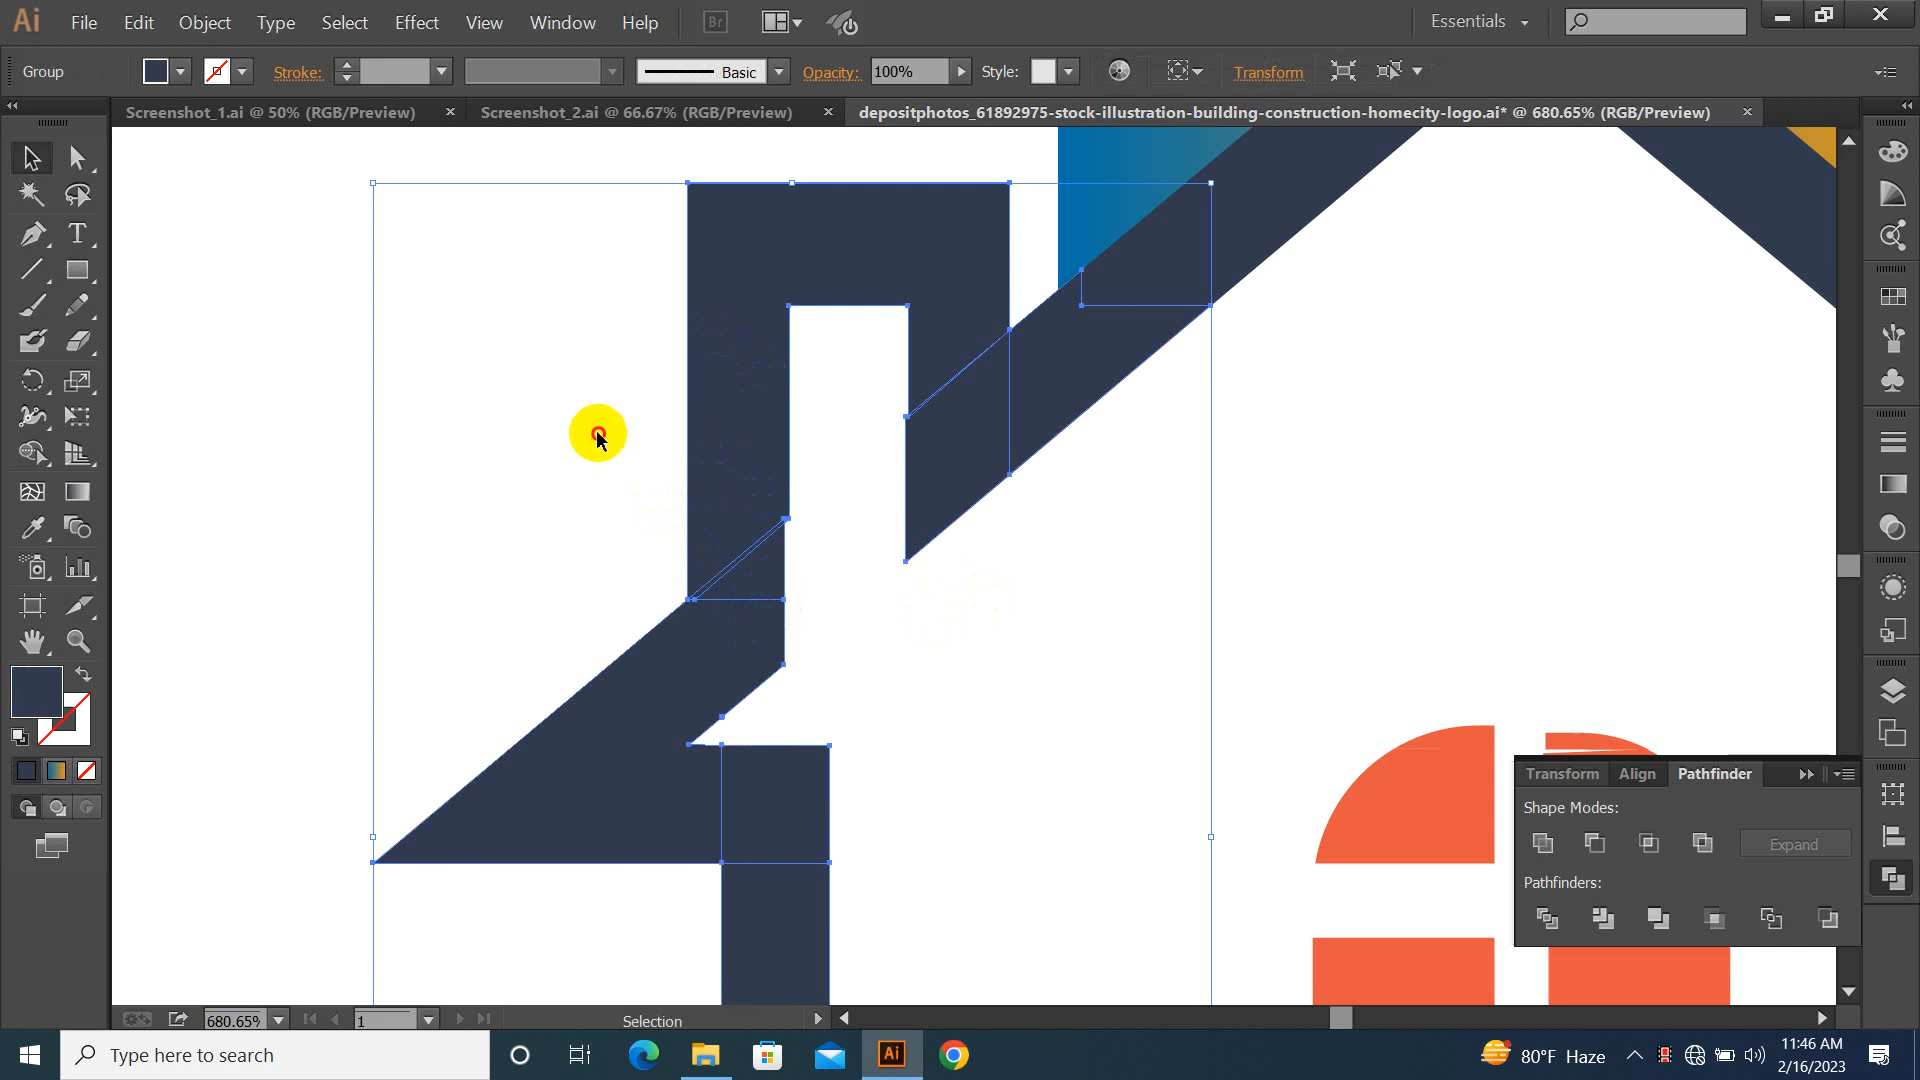 Ai File Edit Object Type Select Effect View Window Help Br Essentials
Group Stroke: Basic Opacity: 100% Style: Transform
Screenshot_1.ai @ 50% (RGB/Preview) Screenshot_2.ai @ 66.67% (RGB/Preview) depositphotos_61892975-stock-illustration-building-construction-homecity-logo.ai* @ 680.65% (RGB/Preview)
T
Transform Align Pathfinder
Shape Modes:
Expand
Pathfinders:
680.65% 1 Selection
Type here to search Ai 80°F Haze 11:46 AM
2/16/2023